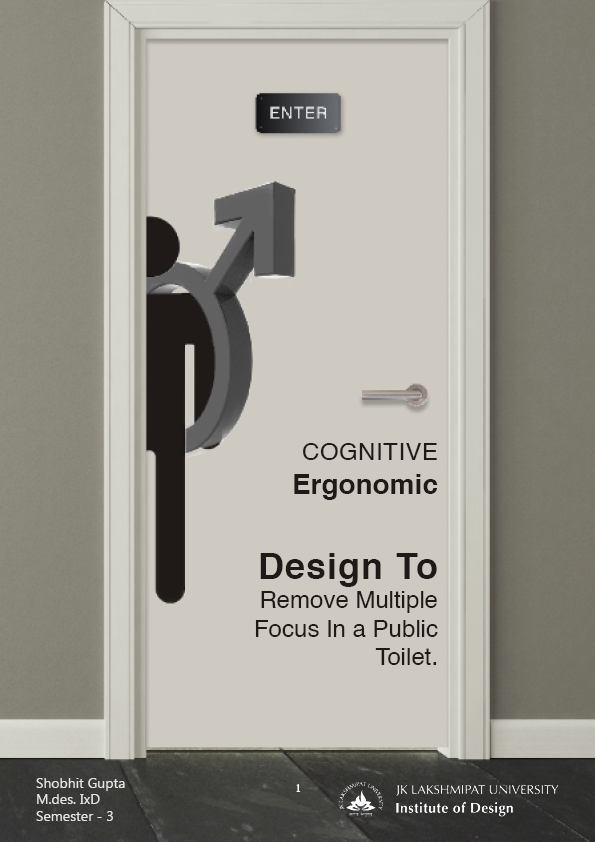 ENTER
COGNITIVE
Ergonomic
Design To
Remove Multiple
Focus In a Public
Toilet.
Shobhit Gupta
M.des. IxD
Semester - 3
1
JK LAKSHMIPAT UNIVERSITY
Institute of Design